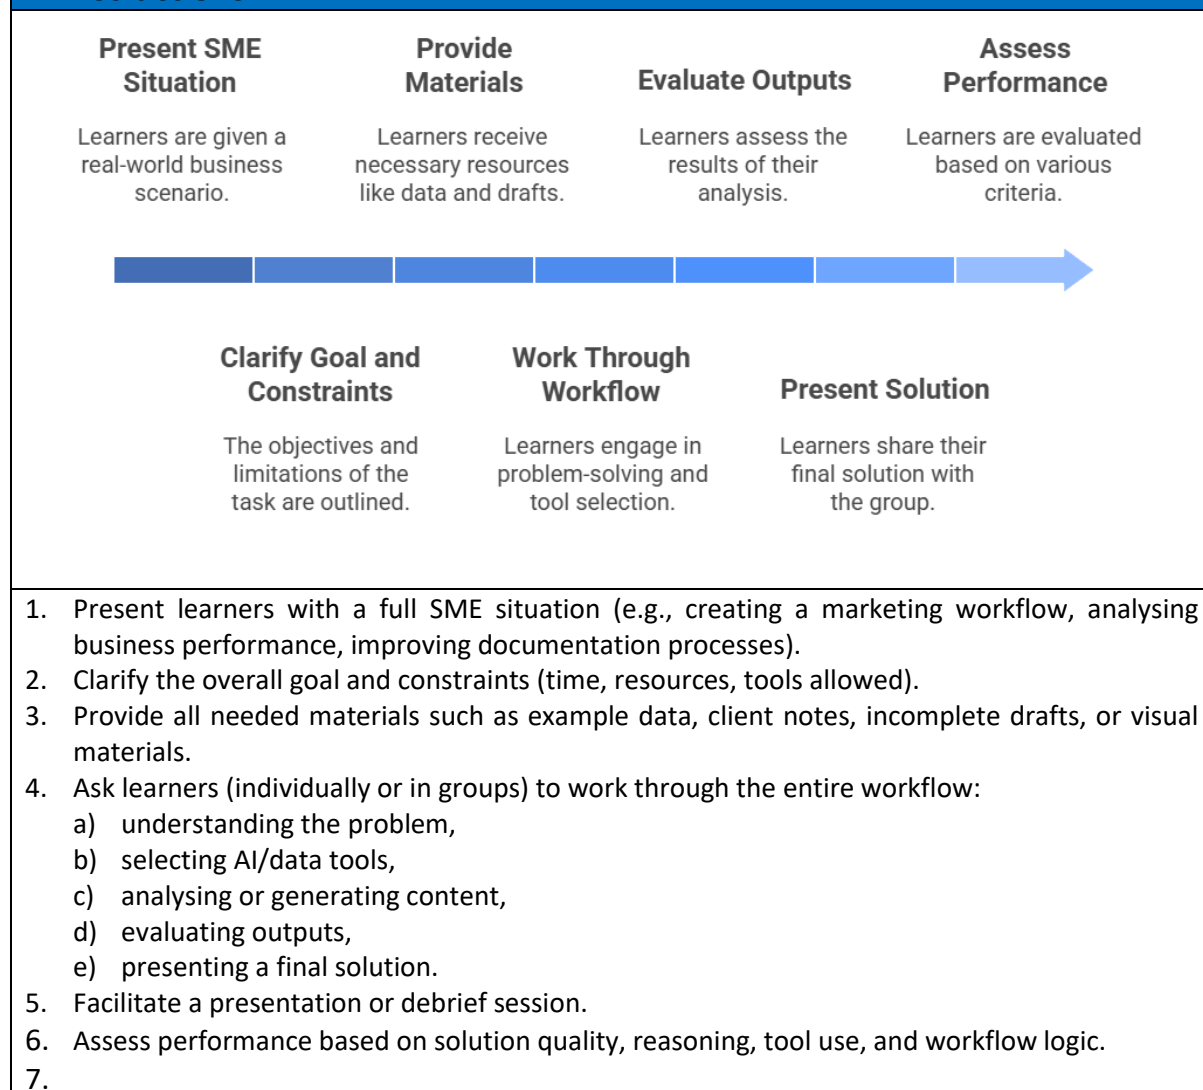 Present SME
Situation
Learners are given a
real-world business
scenario.
Provide
Materials
Learners receive
necessary resources
like data and drafts.
Evaluate Outputs
Learners assess the
results of their
analysis.
Assess
Performance
Learners are evaluated
based on various
criteria.
Clarify Goal and
Constraints
The objectives and
limitations of the
task are outlined.
Work Through
Workflow
Learners engage in
problem-solving and
tool selection.
Present Solution
Learners share their
final solution with
the group.
1. Present learners with a full SME situation (e.g., creating a marketing workflow, analysing
business performance, improving documentation processes).
2. Clarify the overall goal and constraints (time, resources, tools allowed).
3. Provide all needed materials such as example data, client notes, incomplete drafts, or visual
materials.
4. Ask learners (individually or in groups) to work through the entire workflow:
a) understanding the problem,
b) selecting AI/data tools,
c) analysing or generating content,
d) evaluating outputs,
e) presenting a final solution.
5. Facilitate a presentation or debrief session.
6. Assess performance based on solution quality, reasoning, tool use, and workflow logic.
7.